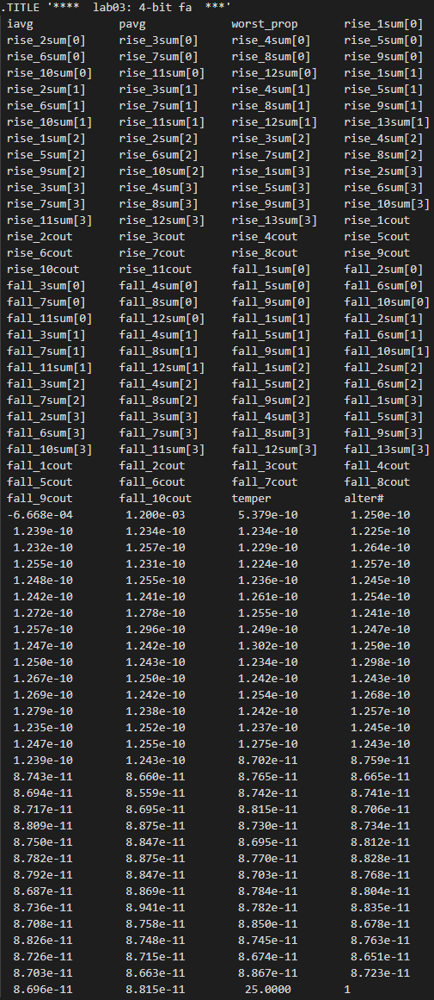 .TITLE '**** lab03: 4-bit fa ***'
iavg pavg worst_prop rise_1sum[0]
rise_2sum[0] rise_3sum[0] rise_4sum[0] rise_5sum[0]
rise_6sum[0] rise_7sum[0] rise_8sum[0] rise_9sum[0]
rise_10sum[0] rise_11sum[0] rise_12sum[0] rise_1sum[1]
rise_2sum[1] rise_3sum[1] rise_4sum[1] rise_5sum[1]
rise_6sum[1] rise_7sum[1] rise_8sum[1] rise_9sum[1]
rise_10sum[1] rise_11sum[1] rise_12sum[1] rise_13sum[1]
rise_1sum[2] rise_2sum[2] rise_3sum[2] rise_4sum[2]
rise_5sum[2] rise_6sum[2] rise_7sum[2] rise_8sum[2]
rise_9sum[2] rise_10sum[2] rise_1sum[3] rise_2sum[3]
rise_3sum[3] rise_4sum[3] rise_5sum[3] rise_6sum[3]
rise_7sum[3] rise_8sum[3] rise_9sum[3] rise_10sum[3]
rise_11sum[3] rise_12sum[3] rise_13sum[3] rise_1cout
rise_2cout rise_3cout rise_4cout rise_5cout
rise_6cout rise_7cout rise_8cout rise_9cout
rise_10cout rise_11cout fall_1sum[0] fall_2sum[0]
fall_3sum[0] fall_4sum[0] fall_5sum[0] fall_6sum[0]
fall_7sum[0] fall_8sum[0] fall_9sum[0] fall_10sum[0]
fall_11sum[0] fall_12sum[0] fall_1sum[1] fall_2sum[1]
fall_3sum[1] fall_4sum[1] fall_5sum[1] fall_6sum[1]
fall_7sum[1] fall_8sum[1] fall_9sum[1] fall_10sum[1]
fall_11sum[1] fall_12sum[1] fall_1sum[2] fall_2sum[2]
fall_3sum[2] fall_4sum[2] fall_5sum[2] fall_6sum[2]
fall_7sum[2] fall_8sum[2] fall_9sum[2] fall_1sum[3]
fall_2sum[3] fall_3sum[3] fall_4sum[3] fall_5sum[3]
fall_6sum[3] fall_7sum[3] fall_8sum[3] fall_9sum[3]
fall_10sum[3] fall_11sum[3] fall_12sum[3] fall_13sum[3]
fall_1cout fall_2cout fall_3cout fall_4cout
fall_5cout fall_6cout fall_7cout fall_8cout
fall_9cout fall_10cout temper alter#
-6.668e-04 1.200e-03 5.379e-10 1.250e-10
1.239e-10 1.234e-10 1.234e-10 1.225e-10
1.232e-10 1.257e-10 1.229e-10 1.264e-10
1.255e-10 1.231e-10 1.224e-10 1.257e-10
1.248e-10 1.255e-10 1.236e-10 1.245e-10
1.242e-10 1.241e-10 1.261e-10 1.254e-10
1.272e-10 1.278e-10 1.255e-10 1.241e-10
1.257e-10 1.296e-10 1.249e-10 1.247e-10
1.247e-10 1.242e-10 1.302e-10 1.250e-10
1.250e-10 1.243e-10 1.234e-10 1.298e-10
1.267e-10 1.250e-10 1.242e-10 1.243e-10
1.269e-10 1.242e-10 1.254e-10 1.268e-10
1.279e-10 1.238e-10 1.242e-10 1.257e-10
1.235e-10 1.252e-10 1.237e-10 1.245e-10
1.247e-10 1.255e-10 1.275e-10 1.243e-10
1.239e-10 1.243e-10 8.702e-11 8.759e-11
8.743e-11 8.660e-11 8.765e-11 8.665e-11
8.694e-11 8.559e-11 8.742e-11 8.741e-11
8.717e-11 8.695e-11 8.815e-11 8.706e-11
8.809e-11 8.875e-11 8.730e-11 8.734e-11
8.750e-11 8.847e-11 8.695e-11 8.812e-11
8.782e-11 8.875e-11 8.770e-11 8.828e-11
8.792e-11 8.847e-11 8.703e-11 8.768e-11
8.687e-11 8.869e-11 8.784e-11 8.804e-11
8.736e-11 8.941e-11 8.782e-11 8.835e-11
8.708e-11 8.758e-11 8.850e-11 8.678e-11
8.826e-11 8.748e-11 8.745e-11 8.763e-11
8.726e-11 8.715e-11 8.674e-11 8.651e-11
8.703e-11 8.663e-11 8.867e-11 8.723e-11
8.696e-11 8.815e-11 25.0000 1